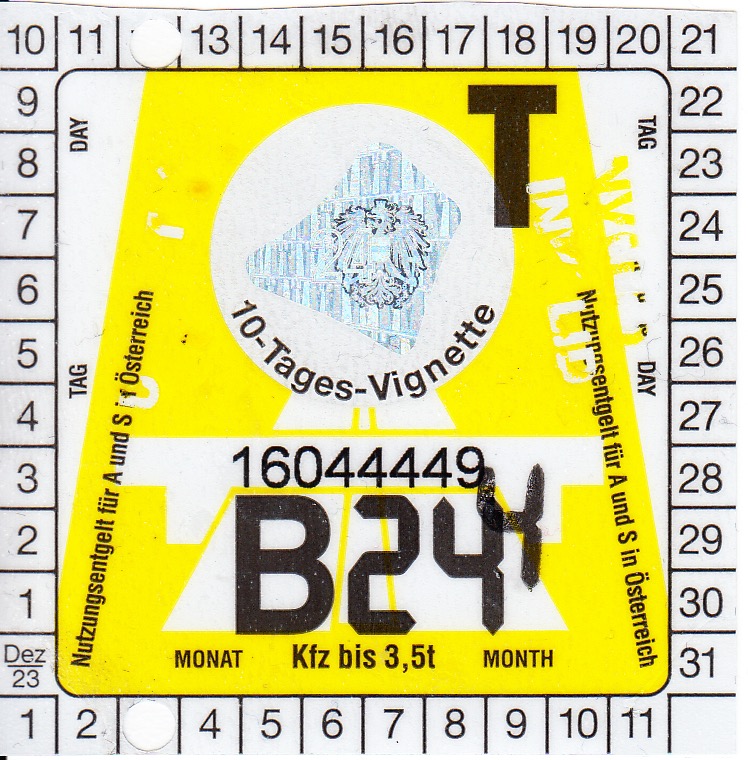 10 11 13 14 15 16 17 18 19 20 21
9 22
8 23
7 24
6 25
5 26
4 27
3 28
2 29
1 30
Dez 31
23
DAY
TAG
T
TAG
DAY
10-Tages-Vignette
Nutzungsentgelt für A und S in Österreich
Nutzungsentgelt für A und S in Österreich
16044449
B24
MONAT Kfz bis 3,5t MONTH
1 2 4 5 6 7 8 9 10 11